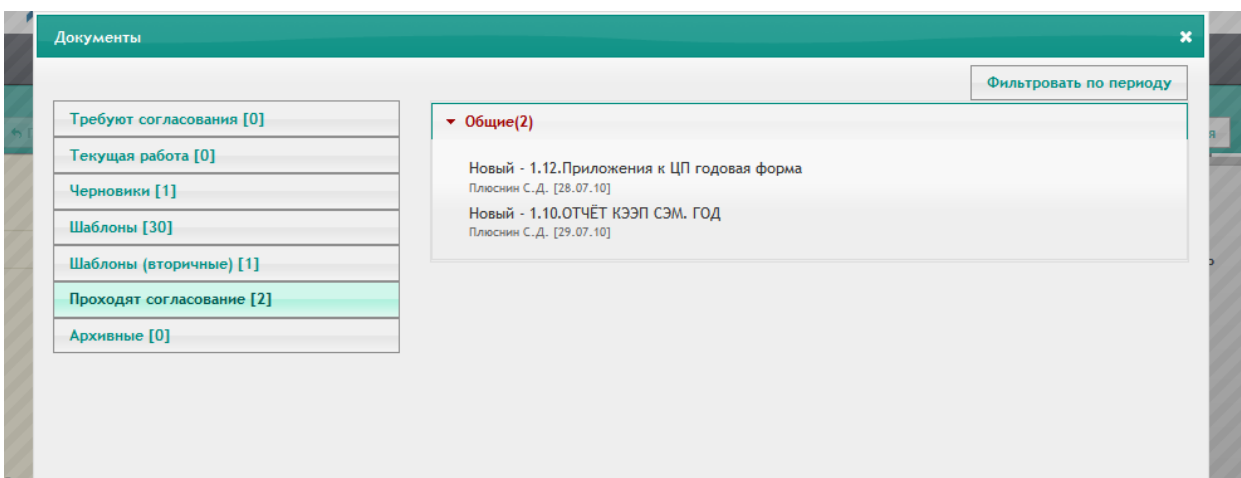 Документы
Фильтровать по периоду
Требуют согласования [0]
Текущая работа [0]
Черновики [1]
Шаблоны [30]
Шаблоны (вторичные) [1]
Проходят согласование [2]
Архивные [0]
Общие(2)
Новый - 1.12.Приложения к ЦП годовая форма
Плюснин С.Д. [28.07.10]
Новый - 1.10.ОТЧЁТ КЭЭП СЭМ. ГОД
Плюснин С.Д. [29.07.10]